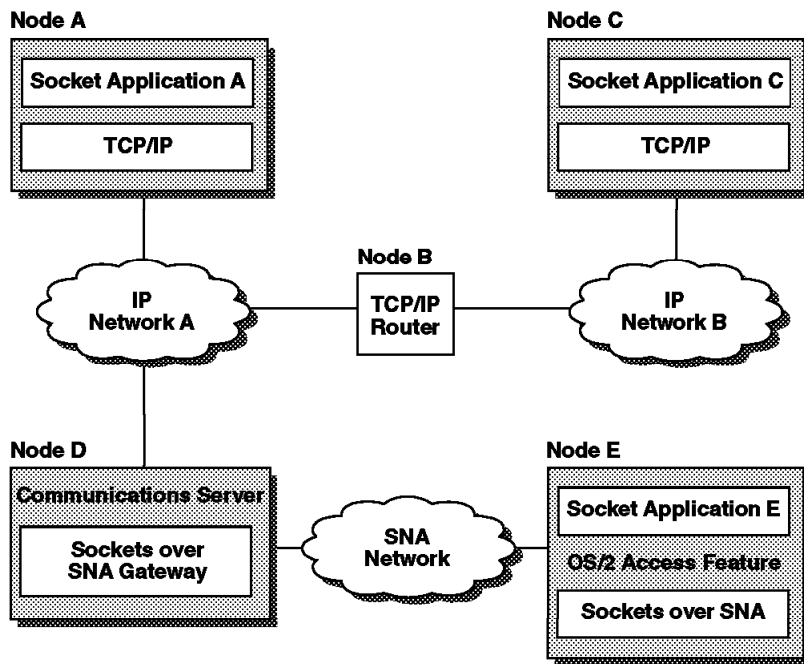 Node A
Socket Application A
TCP/IP
Node C
Socket Application C
TCP/IP
IP
Network A
Node B
TCP/IP
Router
IP
Network B
Node D
Communications Server
Sockets over
SNA Gateway
SNA
Network
Node E
Socket Application E
OS/2 Access Feature
Sockets over SNA